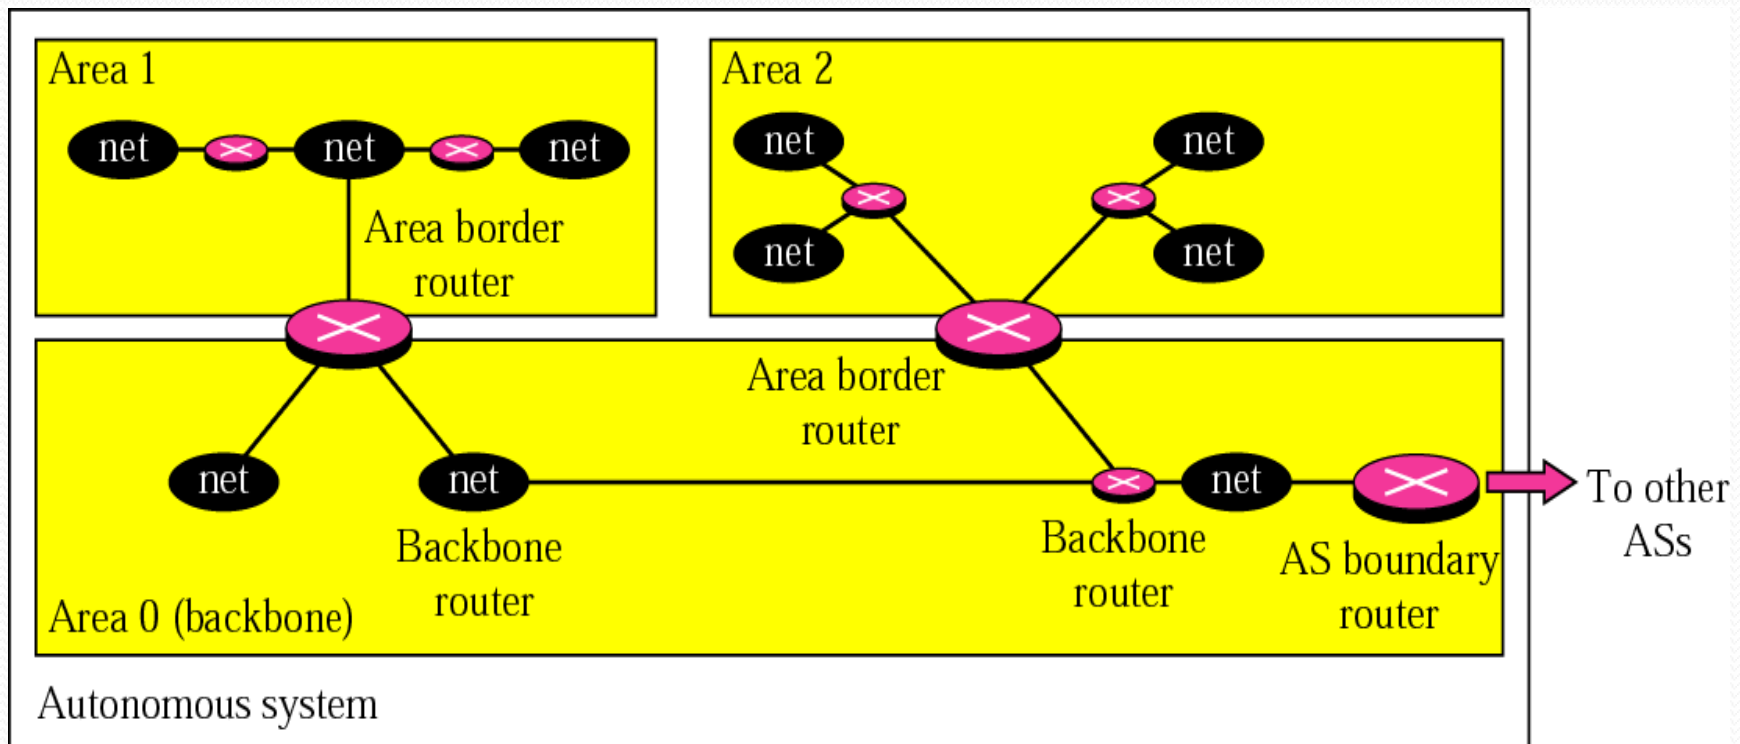 Area 1
net
net
net
Area border
router
Area 2
net
net
net
net
Area border
router
net
net
Backbone
router
net
Backbone
router
AS boundary
router
To other
ASs
Area 0 (backbone)
Autonomous system